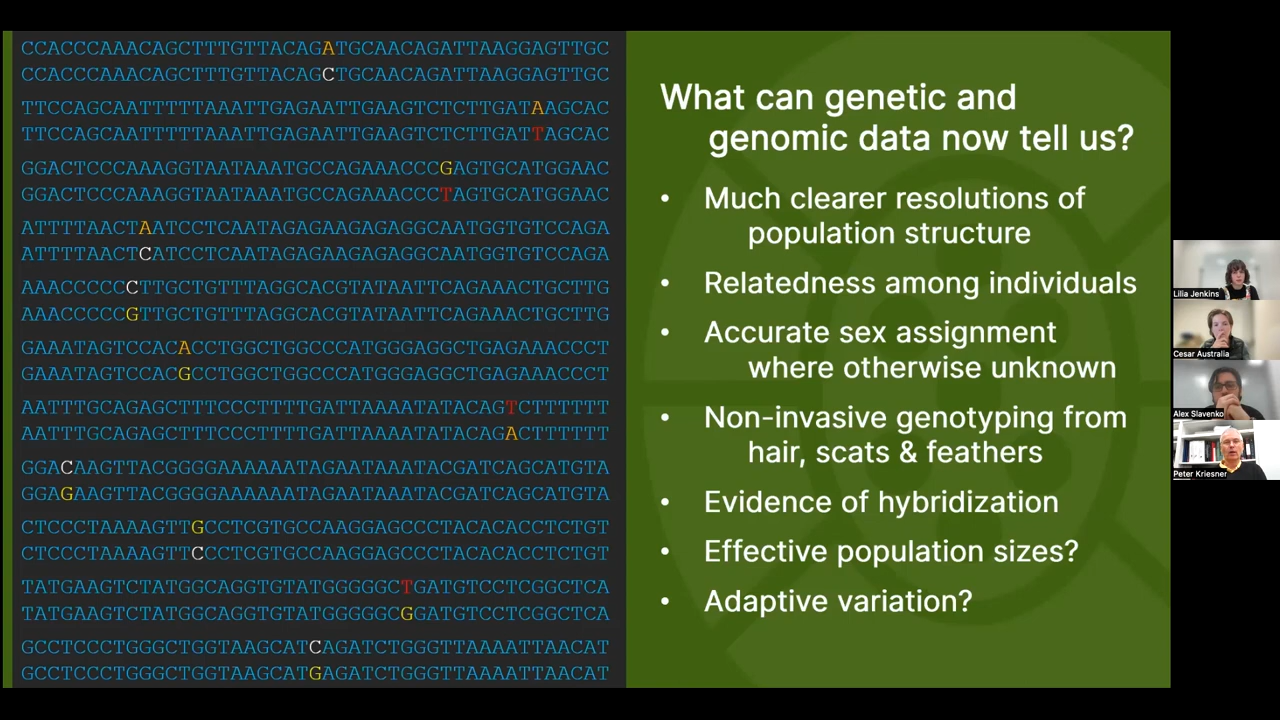 CCACCCAAACAGCTTTGTTACAGATGCAACAGATTAAGGAGTTGC
CCACCCAAACAGCTTTGTTACAGCTGCAACAGATTAAGGAGTTGC
TTCCAGCAATTTTTAAATTGAGAATTGAAGTCTCTTGATAAGCAC
TTCCAGCAATTTTTAAATTGAGAATTGAAGTCTCTTGATTAGCAC
GGACTCCCAAAGGTAATAAATGCCAGAAACCCGAGTGCATGGAAC
GGACTCCCAAAGGTAATAAATGCCAGAAACCCTAGTGCATGGAAC
ATTTTAACTAATCCTCAATAGAGAAGAGAGGCAATGGTGTCCAGA
ATTTTAACTCATCCTCAATAGAGAAGAGAGGCAATGGTGTCCAGA
AAACCCCCCTTGCTGTTTAGGCACGTATAATTCAGAAACTGCTTG
AAACCCCCGTTGCTGTTTAGGCACGTATAATTCAGAAACTGCTTG
GAAATAGTCCACACCTGGCTGGCCCATGGGAGGCTGAGAAACCCT
GAAATAGTCCACGCCTGGCTGGCCCATGGGAGGCTGAGAAACCCT
AATTTGCAGAGCTTTCCCTTTTGATTAAAATATACAGTCTTTTTT
AATTTGCAGAGCTTTCCCTTTTGATTAAAATATACAGACTTTTTT
GGACAAGTTACGGGGAAAAAATAGAATAAATACGATCAGCATGTA
GGAGAAGTTACGGGGAAAAAATAGAATAAATACGATCAGCATGTA
CTCCCTAAAAGTTGCCTCGTGCCAAGGAGCCCTACACACCTCTGT
CTCCCTAAAAGTTCCCTCGTGCCAAGGAGCCCTACACACCTCTGT
TATGAAGTCTATGGCAGGTGTATGGGGGCTGATGTCCTCGGCTCA
TATGAAGTCTATGGCAGGTGTATGGGGGCGGATGTCCTCGGCTCA
GCCTCCCTGGGCTGGTAAGCATCAGATCTGGGTTAAAATTAACAT
GCCTCCCTGGGCTGGTAAGCATGAGATCTGGGTTAAAATTAACAT
What can genetic and
genomic data now tell us?
• Much clearer resolutions of
population structure
• Relatedness among individuals
• Accurate sex assignment
where otherwise unknown
• Non-invasive genotyping from
hair, scats & feathers
• Evidence of hybridization
• Effective population sizes?
• Adaptive variation?
Lilia Jenkins
Cesar Australia
Alex Slavenko
Peter Kriesner